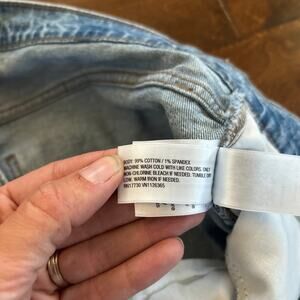 BODY: 99% COTTON / 1% SPANDEX
MACHINE WASH COLD WITH LIKE COLORS. ONLY
NON-CHLORINE BLEACH IF NEEDED. TUMBLE DRY
LOW. WARM IRON IF NEEDED.
RN17730 VN1126365